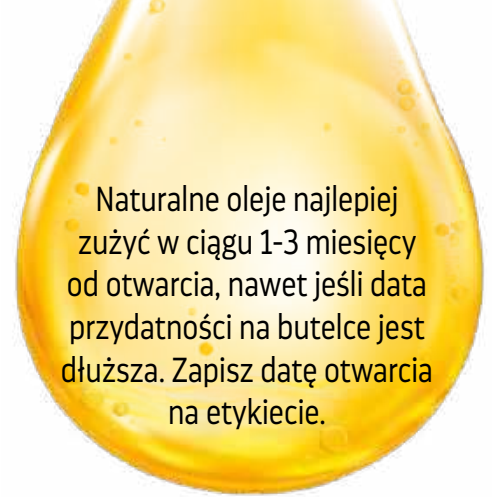 Naturalne oleje najlepiej
zużyć w ciągu 1-3 miesięcy
od otwarcia, nawet jeśli data
przydatności na butelce jest
dłuższa. Zapisz datę otwarcia
na etykiecie.